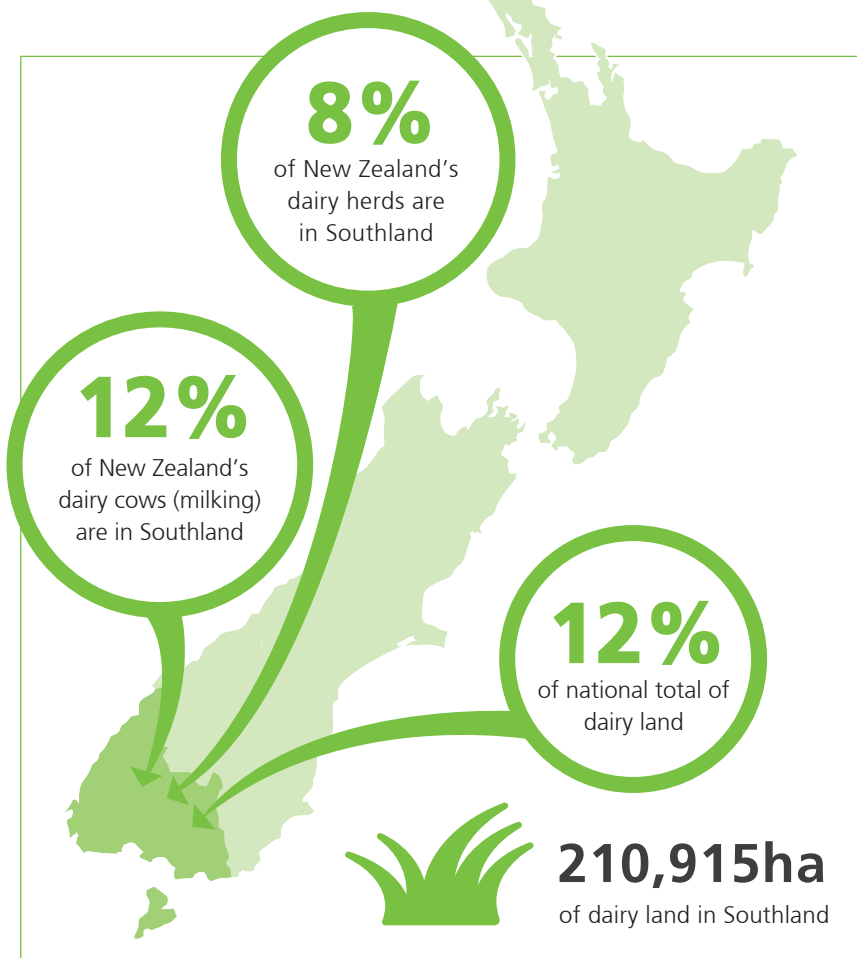 8%
of New Zealand’s
dairy herds are
in Southland
12%
of New Zealand’s
dairy cows (milking)
are in Southland
12%
of national total of
dairy land
210,915ha
of dairy land in Southland